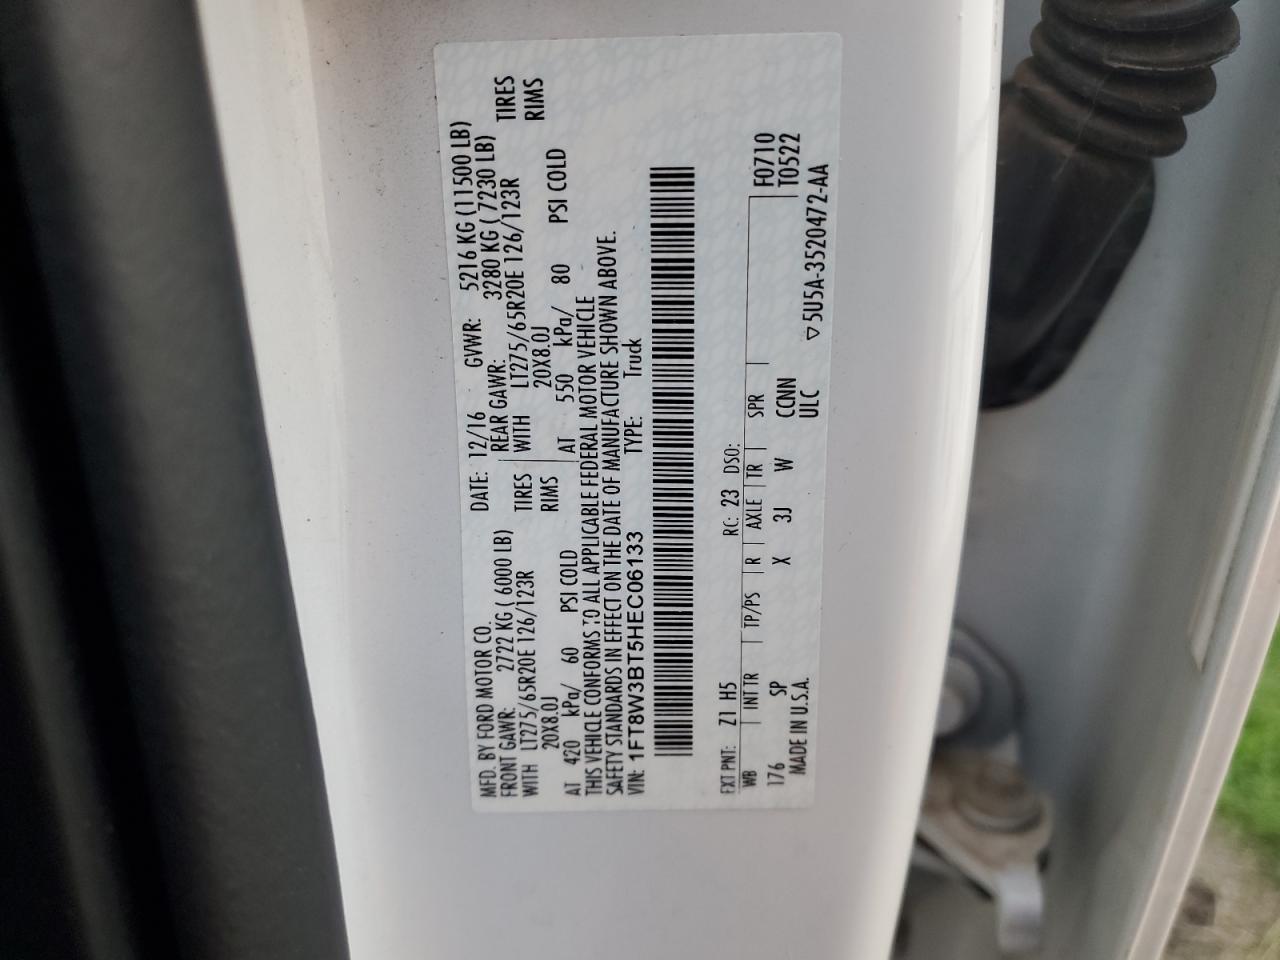 MFD. BY FORD MOTOR CO. DATE: 12/16 GVWR: 5216 KG (11500 LB)
FRONT GAWR: 2722 KG ( 6000 LB) REAR GAWR: 3280 KG ( 7230 LB)
WITH LT275/65R20E 126/123R TIRES WITH LT275/65R20E 126/123R TIRES
20X8.0J RIMS 20X8.0J RIMS
AT 420 kPa/ 60 PSI COLD AT 550 kPa/ 80 PSI COLD
THIS VEHICLE CONFORMS TO ALL APPLICABLE FEDERAL MOTOR VEHICLE
SAFETY STANDARDS IN EFFECT ON THE DATE OF MANUFACTURE SHOWN ABOVE.
VIN: 1FT8W3BT5HEC06133 TYPE: Truck
EXT PNT: Z1 H5 RC: 23 DSO:
WB INT TR TP/PS R AXLE TR SPR F0710
176 SP X 3J W CCNN T0522
MADE IN U.S.A. ULC
▽5U5A-3520472-AA